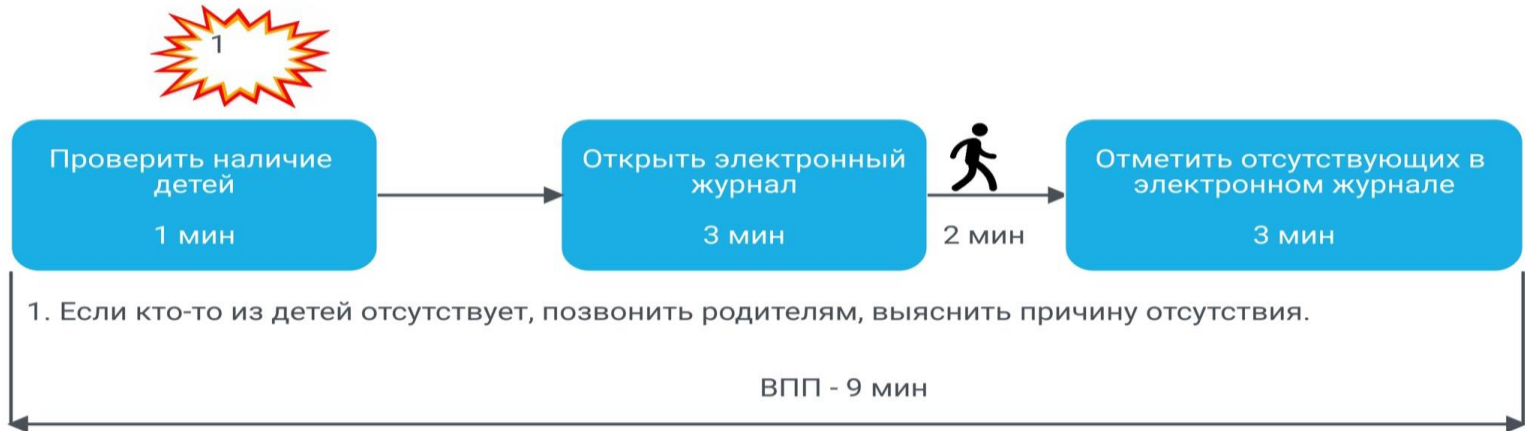 1
Проверить наличие
детей
1 мин
Открыть электронный
журнал
3 мин
2 мин
Отметить отсутствующих в
электронном журнале
3 мин
1. Если кто-то из детей отсутствует, позвонить родителям, выяснить причину отсутствия.
ВПП - 9 мин